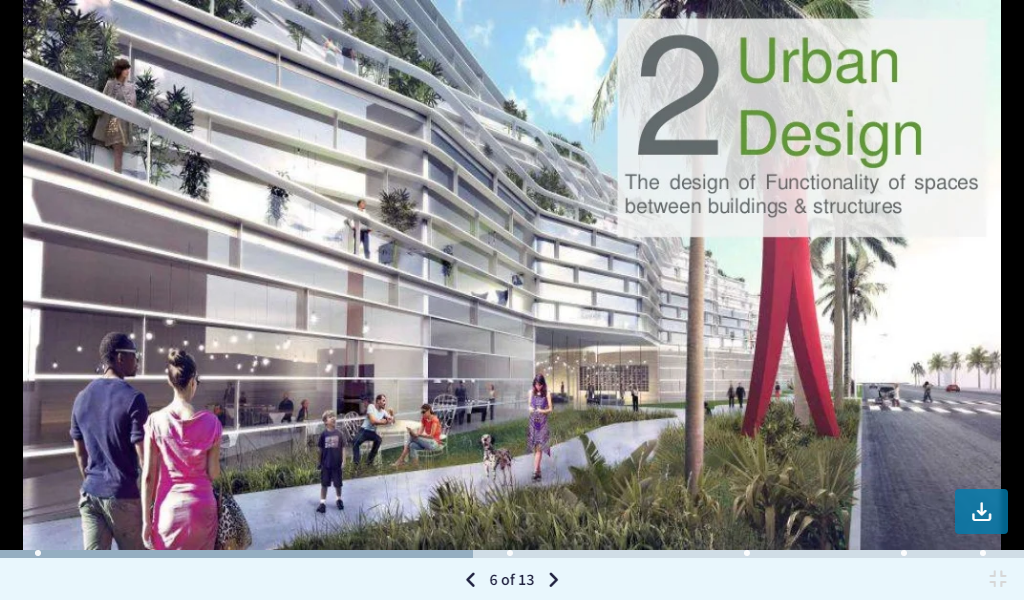 2
Urban
Design
The design of Functionality of spaces
between buildings & structures
6 of 13